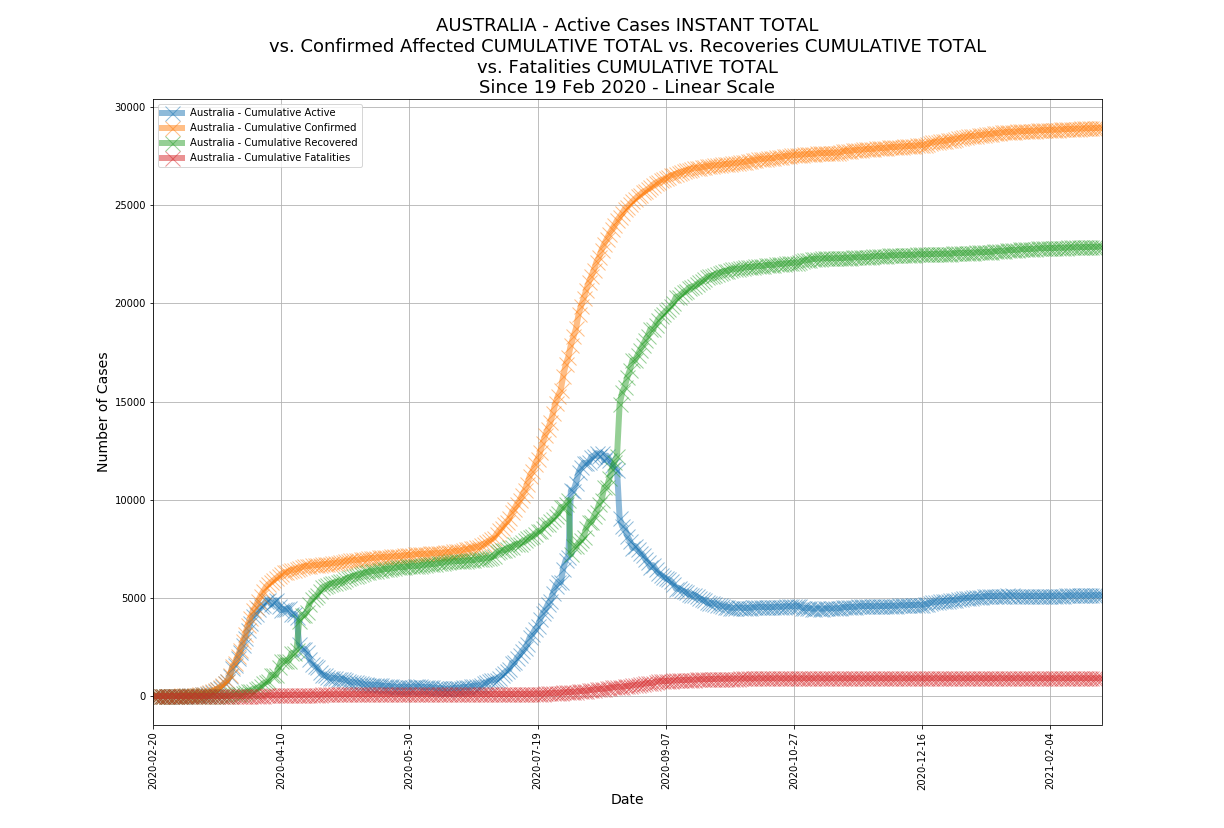 AUSTRALIA - Active Cases INSTANT TOTAL
vs. Confirmed Affected CUMULATIVE TOTAL vs. Recoveries CUMULATIVE TOTAL
vs. Fatalities CUMULATIVE TOTAL
Since 19 Feb 2020 - Linear Scale
Australia - Cumulative Active
Australia - Cumulative Confirmed
Australia - Cumulative Recovered
Australia - Cumulative Fatalities
Number of Cases
30000
25000
20000
15000
10000
5000
0
2020-02-20
2020-04-10
2020-05-30
2020-07-19
2020-09-07
2020-10-27
2020-12-16
2021-02-04
Date